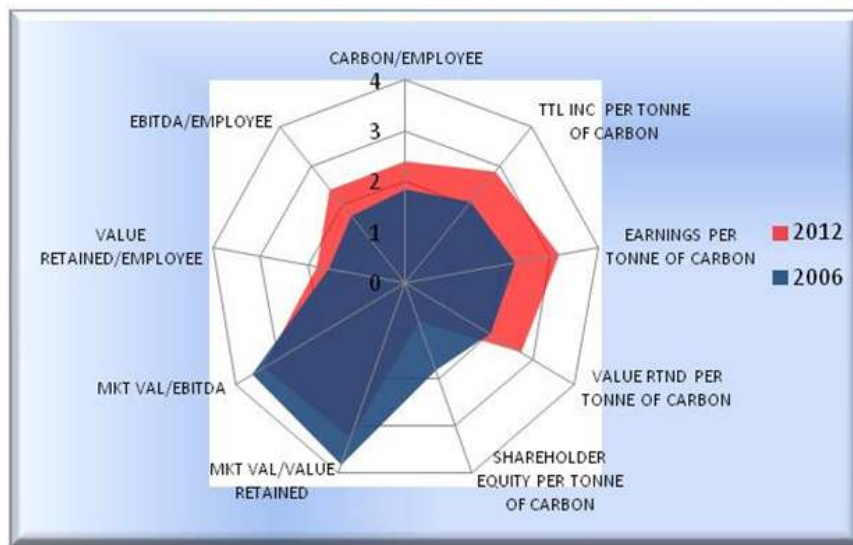 CARBON/EMPLOYEE
4
TTL INC PER TONNE
OF CARBON
EBITDA/EMPLOYEE
3
2
VALUE
RETAINED/EMPLOYEE
1
EARNINGS PER
TONNE OF CARBON
2012
2006
0
MKT VAL/EBITDA
VALUE RTND PER
TONNE OF CARBON
MKT VAL/VALUE
RETAINED
SHAREHOLDER
EQUITY PER TONNE
OF CARBON